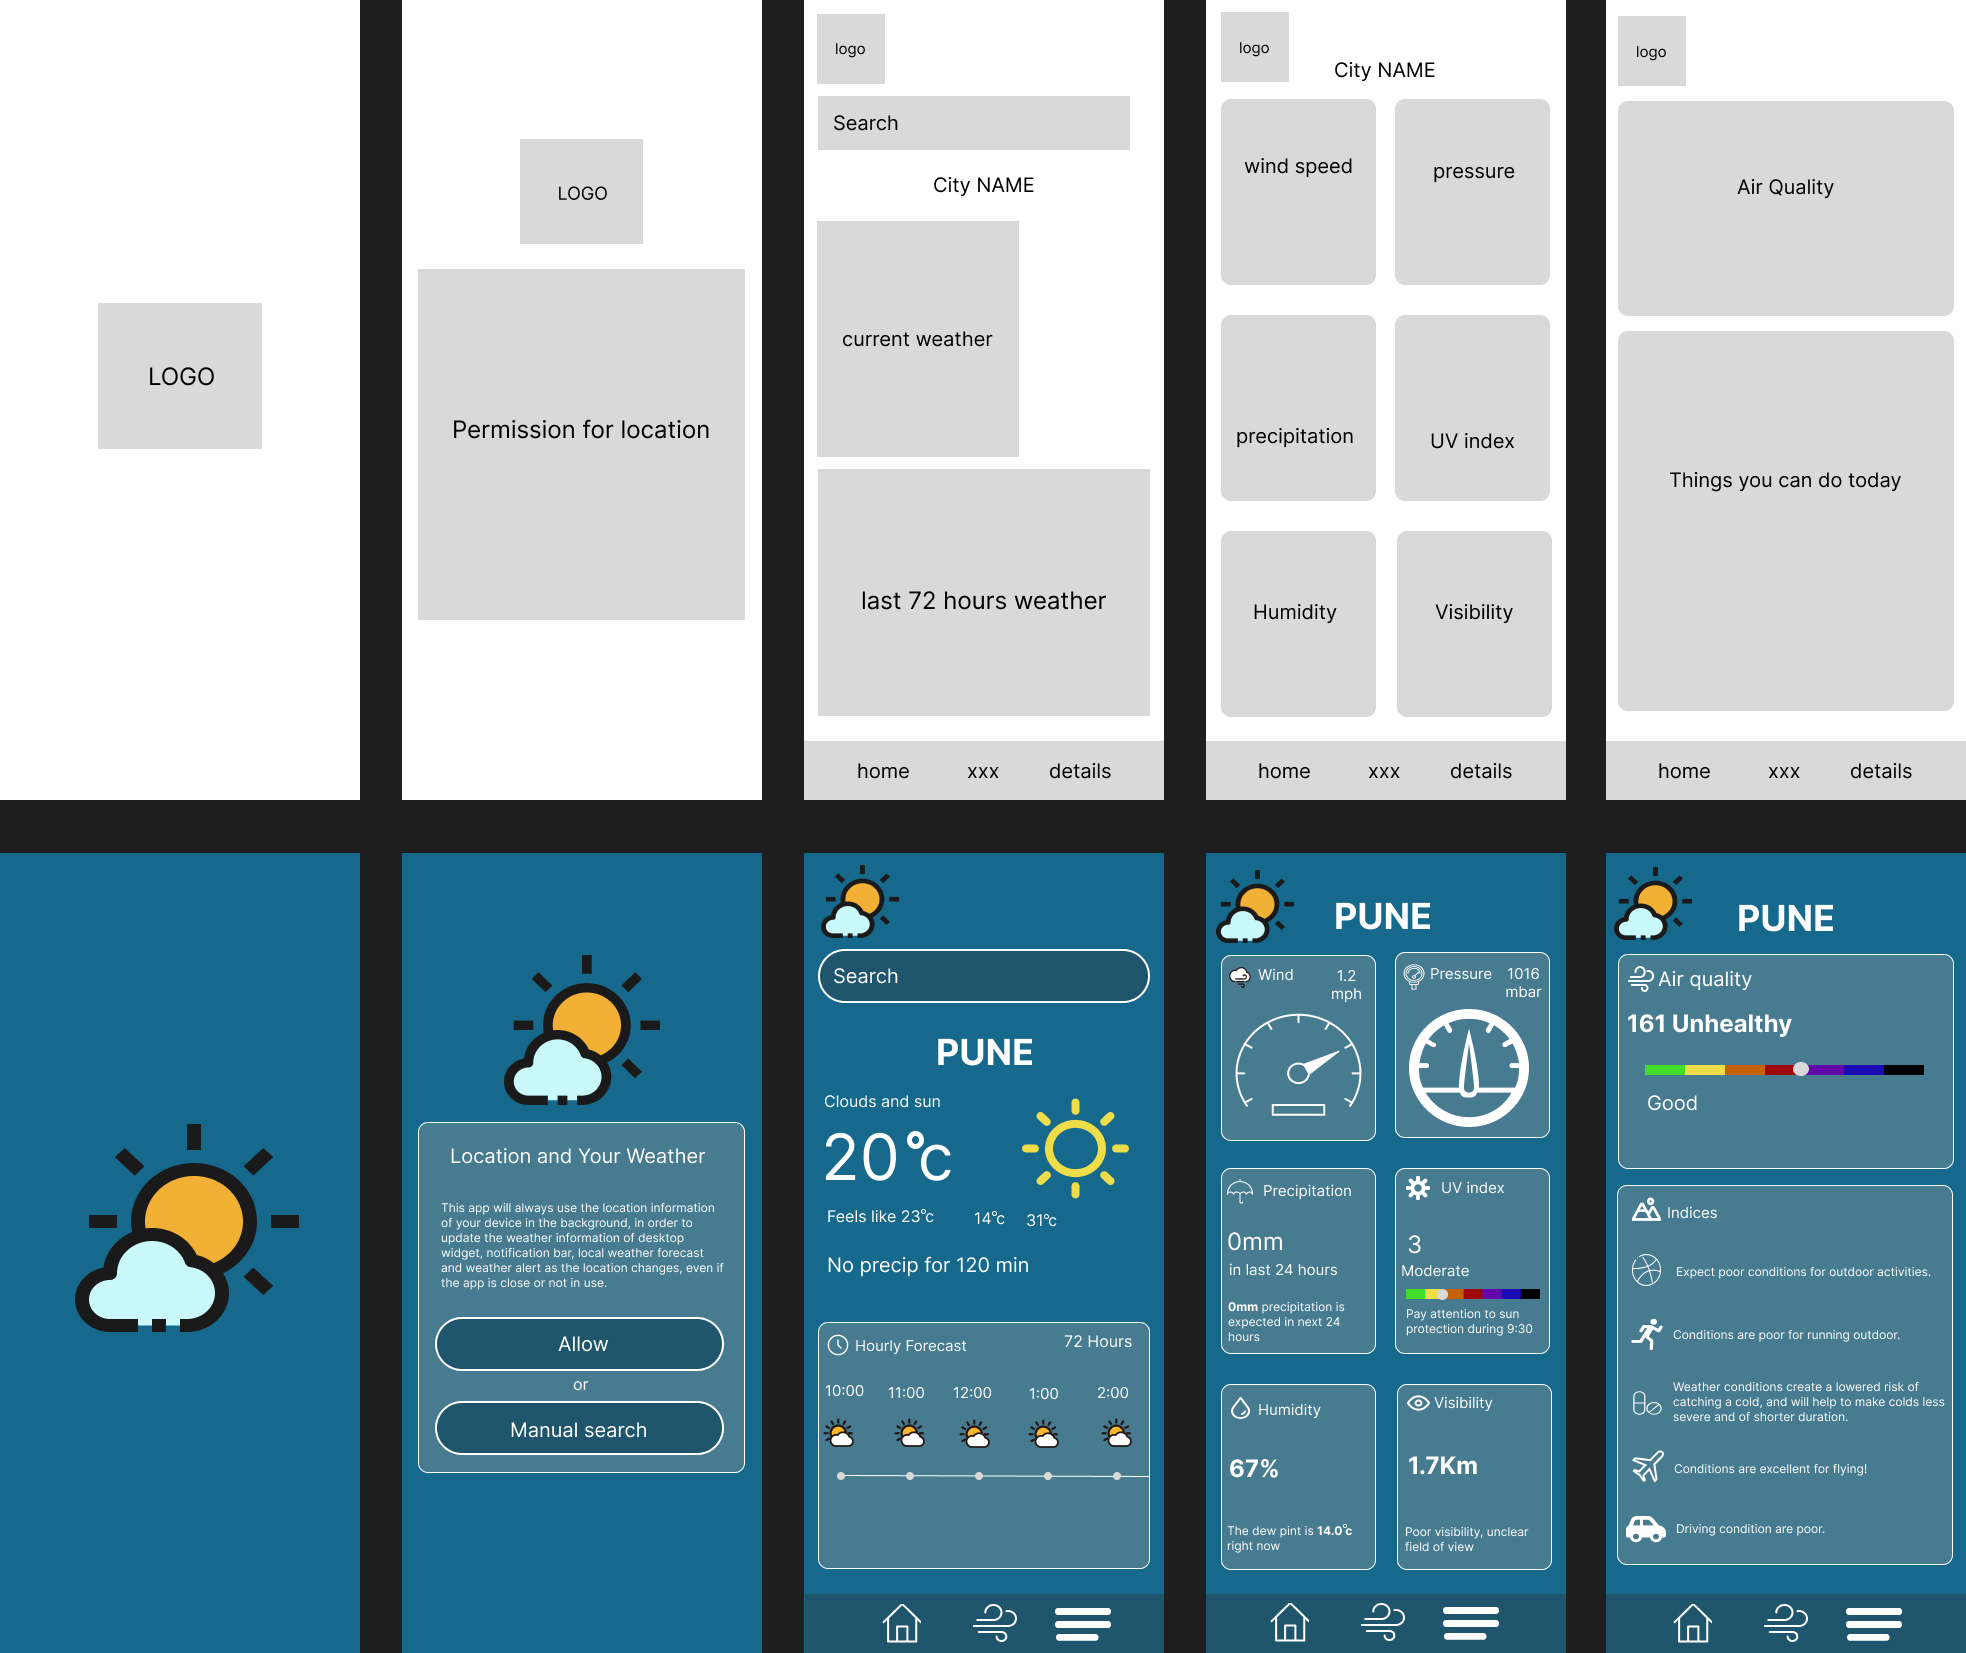 LOGO
LOGO
Permission for location
logo
Search
City NAME
current weather
last 72 hours weather
home xxx details
logo
City NAME
wind speed
pressure
precipitation
UV index
Humidity
Visibility
home xxx details
logo
Air Quality
Things you can do today
home xxx details
Location and Your Weather
This app will always use the location information
of your device in the background, in order to
update the weather information of desktop
widget, notification bar, local weather forecast
and weather alert as the location changes, even if
the app is close or not in use.
Allow
or
Manual search
Search
PUNE
Clouds and sun
20°c
Feels like 23°c 14°c 31°c
No precip for 120 min
Hourly Forecast 72 Hours
10:00 11:00 12:00 1:00 2:00
PUNE
Wind 1.2
mph
Pressure 1016
mbar
Precipitation
0mm
in last 24 hours
0mm precipitation is
expected in next 24
hours
UV index
3
Moderate
Pay attention to sun
protection during 9:30
Humidity
67%
The dew pint is 14.0°c
right now
Visibility
1.7Km
Poor visibility, unclear
field of view
PUNE
Air quality
161 Unhealthy
Good
Indices
Expect poor conditions for outdoor activities.
Conditions are poor for running outdoor.
Weather conditions create a lowered risk of
catching a cold, and will help to make colds less
severe and of shorter duration.
Conditions are excellent for flying!
Driving condition are poor.